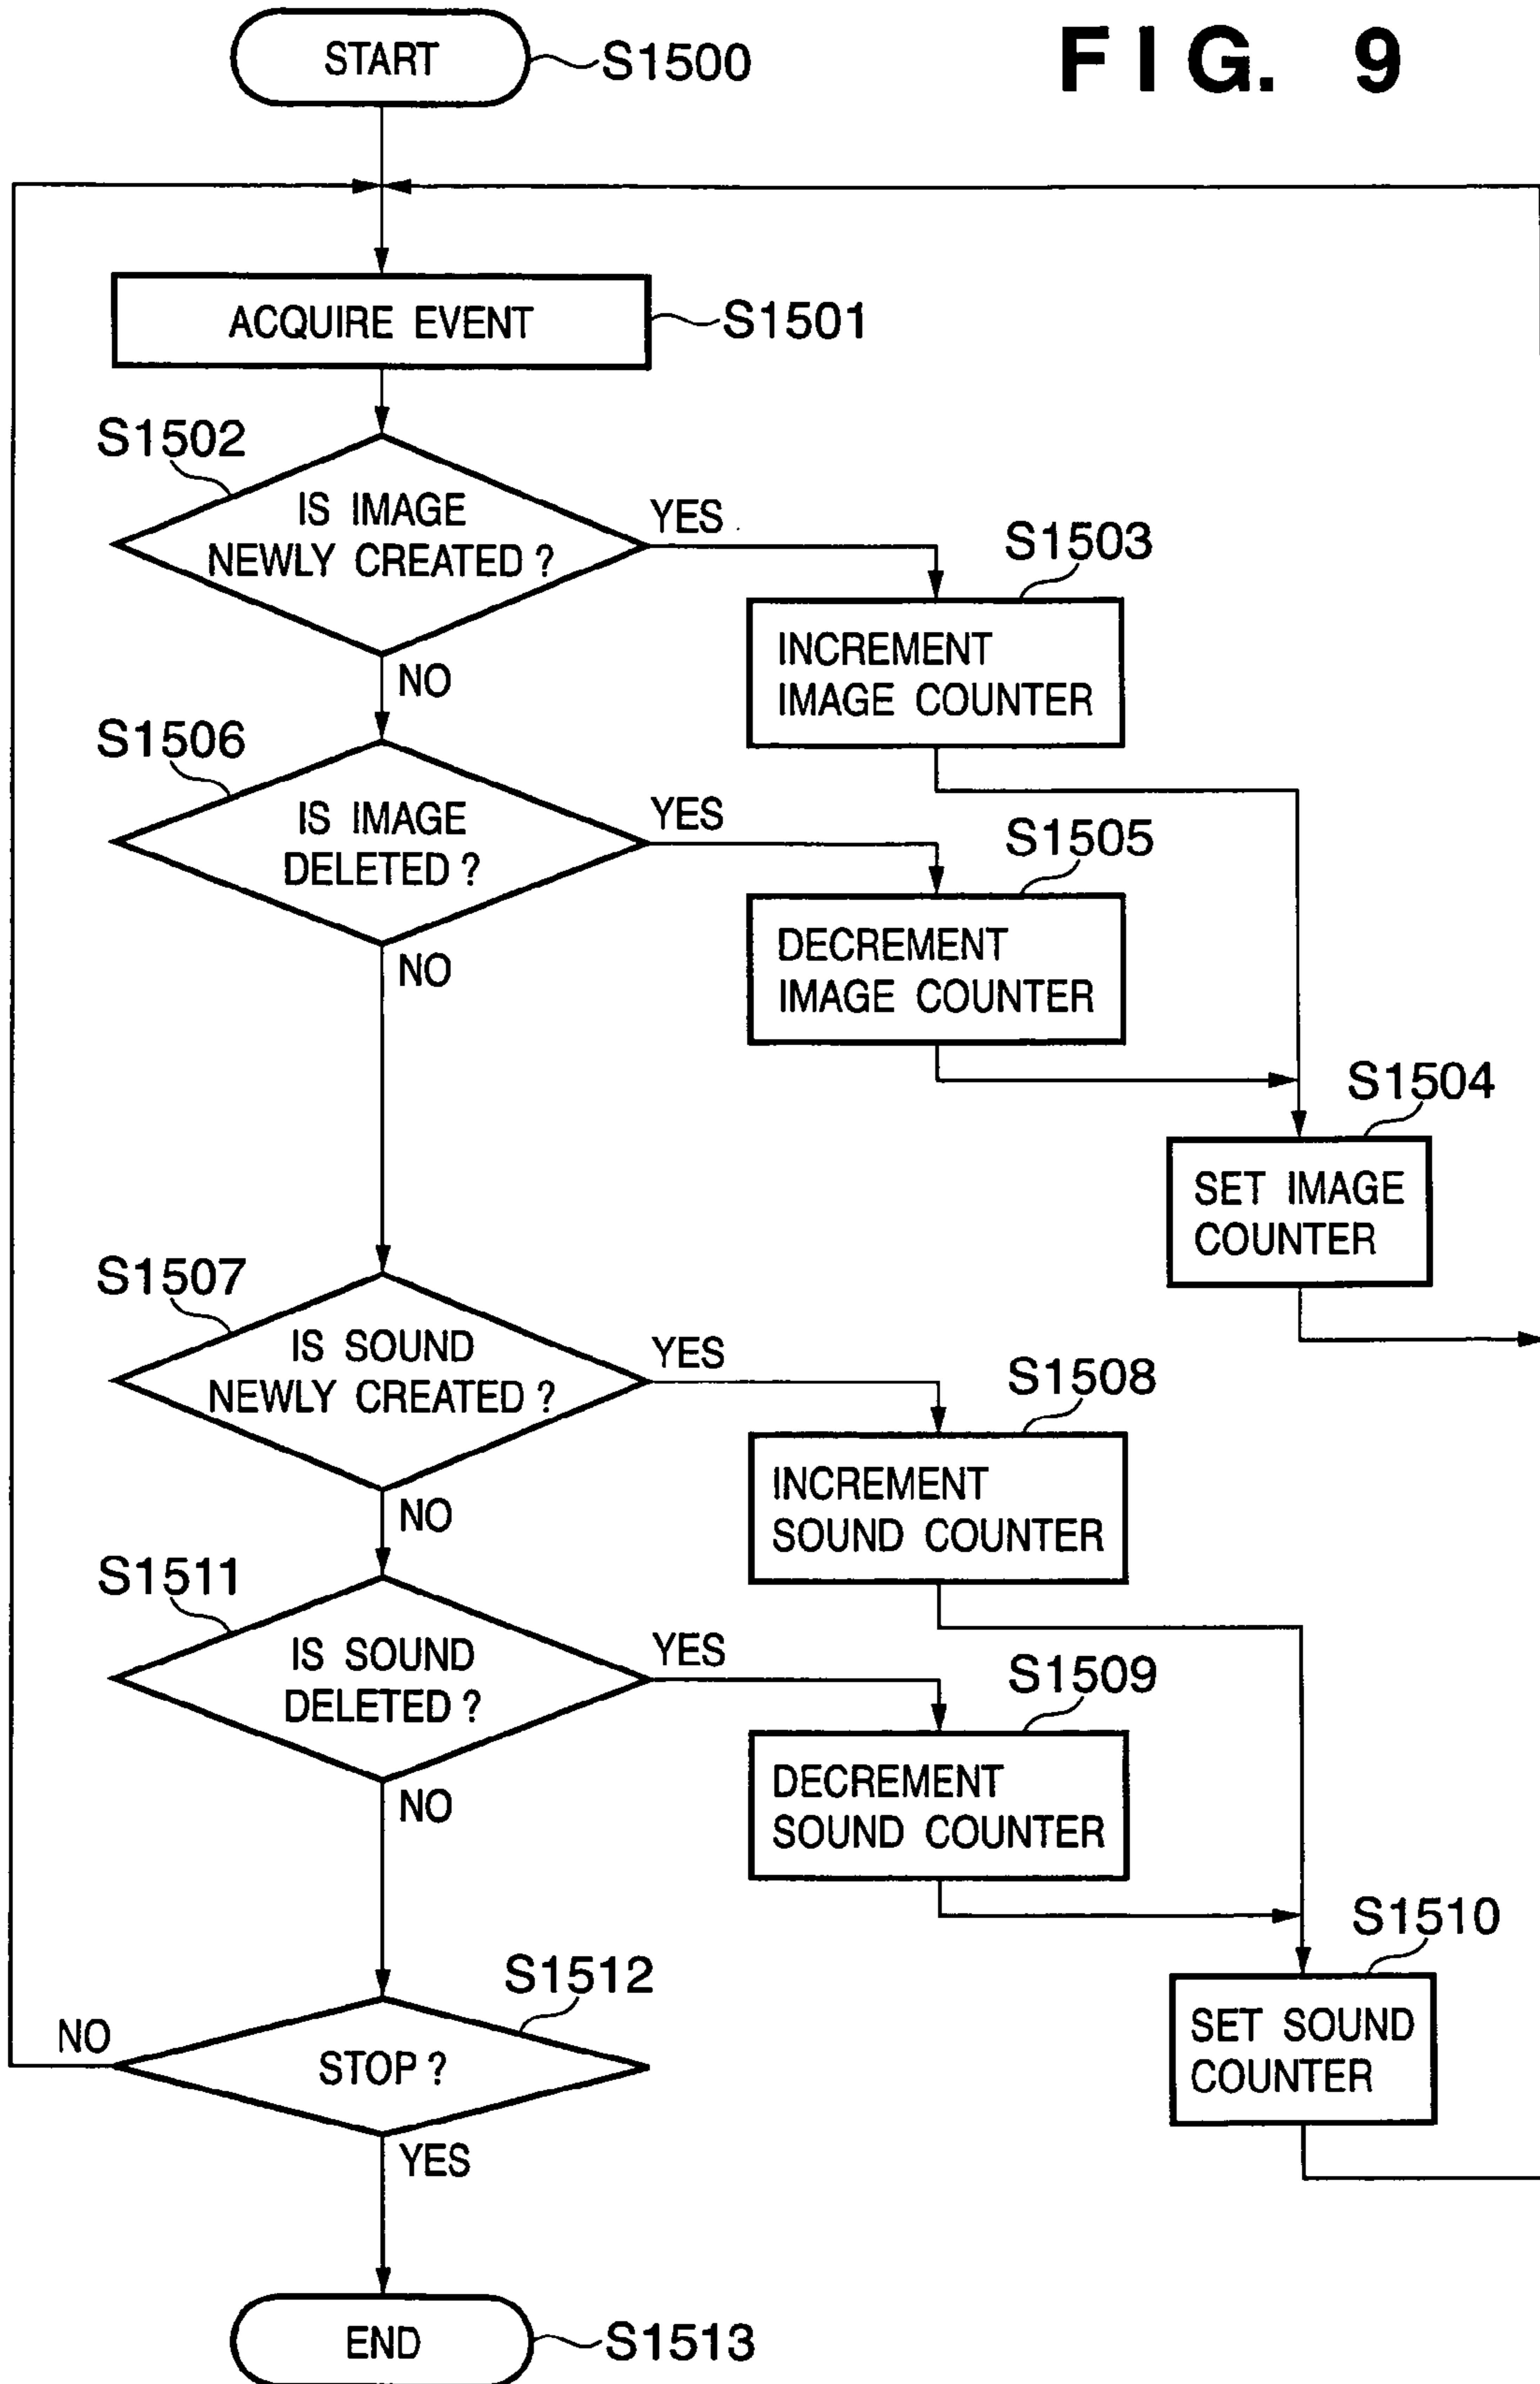 FIG. 9
START
S1500
ACQUIRE EVENT
S1501
S1502
IS IMAGE
NEWLY CREATED ?
YES
NO
S1503
INCREMENT
IMAGE COUNTER
S1506
IS IMAGE
DELETED ?
YES
NO
S1505
DECREMENT
IMAGE COUNTER
S1504
SET IMAGE
COUNTER
S1507
IS SOUND
NEWLY CREATED ?
YES
NO
S1508
INCREMENT
SOUND COUNTER
S1511
IS SOUND
DELETED ?
YES
NO
S1509
DECREMENT
SOUND COUNTER
S1510
SET SOUND
COUNTER
S1512
STOP ?
NO
YES
END
S1513